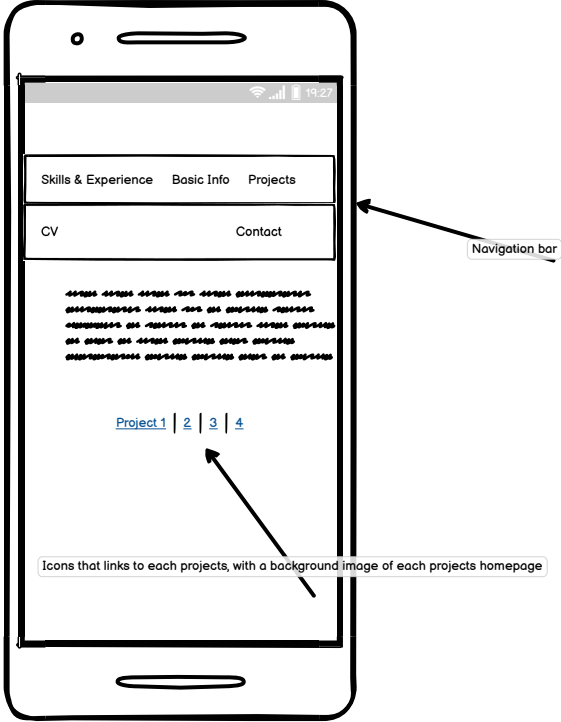 19:27
Skills & Experience Basic Info Projects
CV Contact
Navigation bar
Project 1 | 2 | 3 | 4
Icons that links to each projects, with a background image of each projects homepage